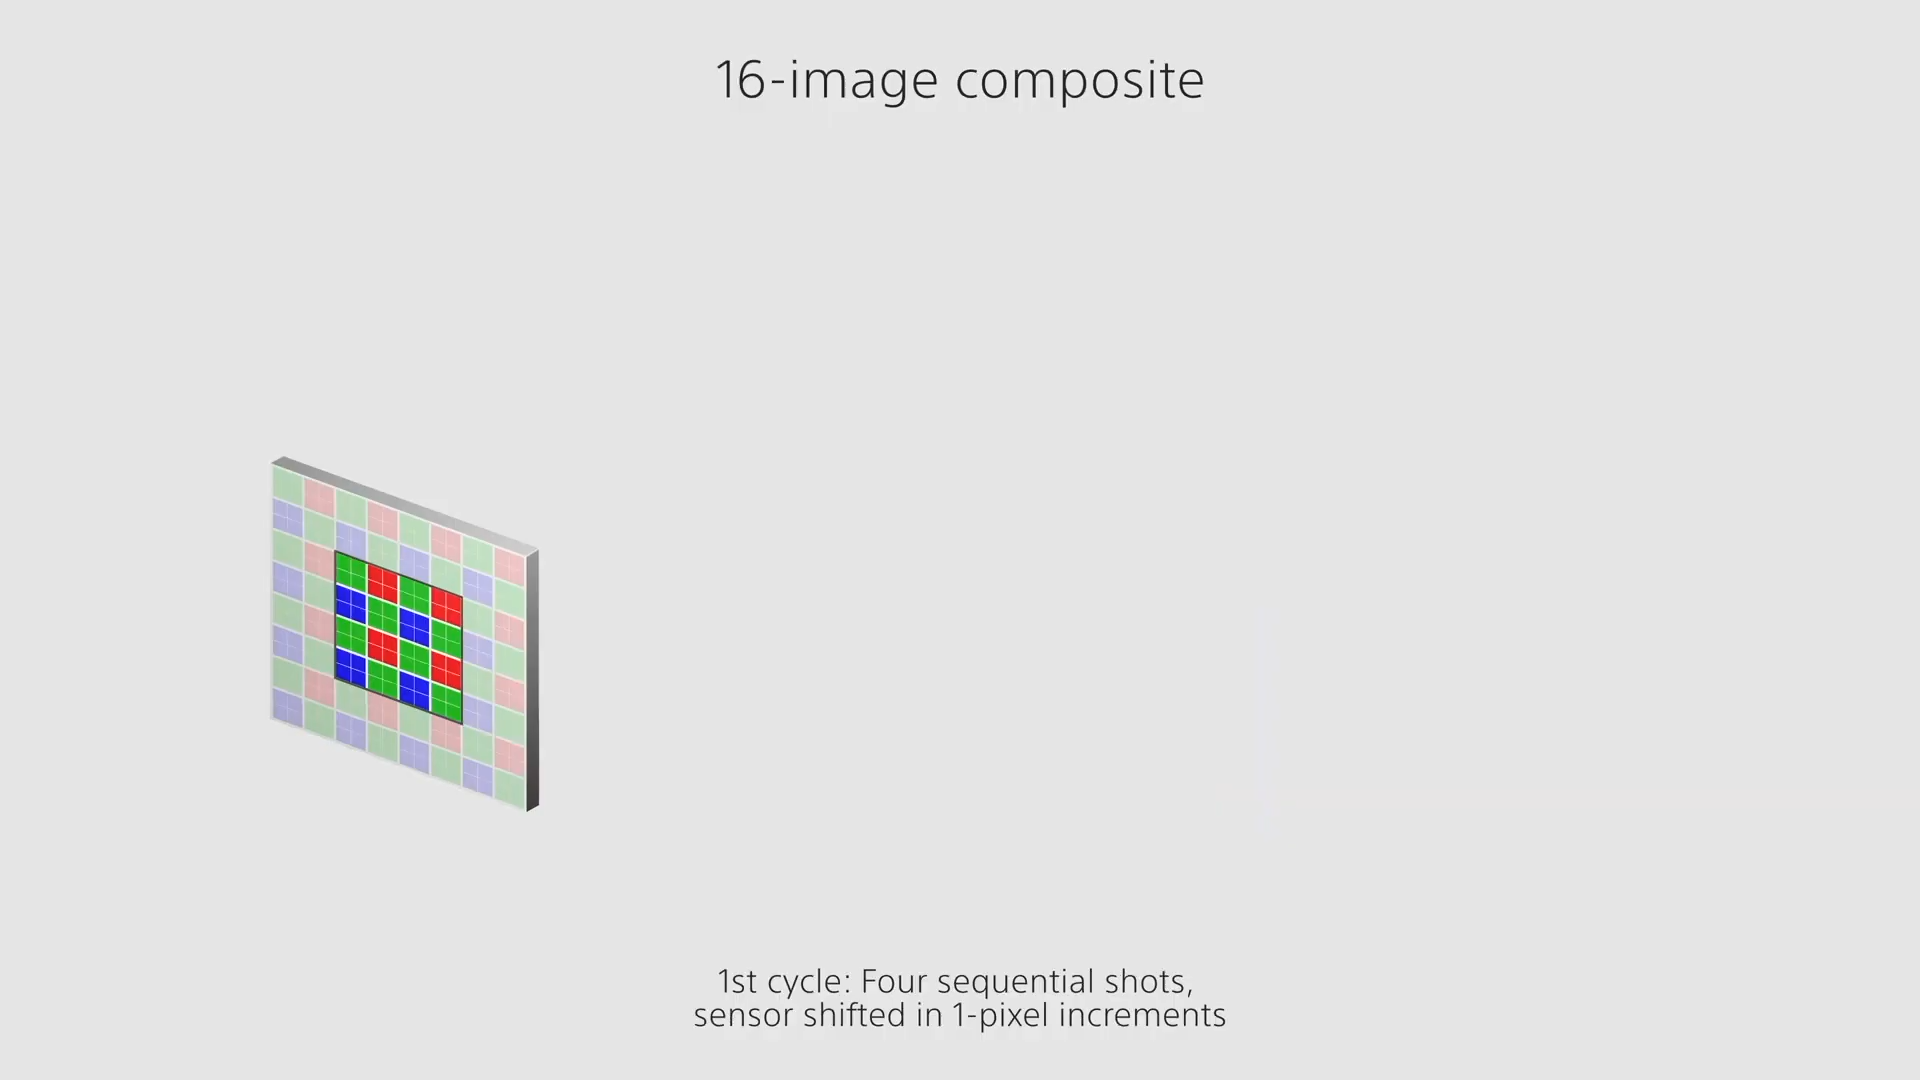 16-image composite
1st cycle: Four sequential shots,
sensor shifted in 1-pixel increments